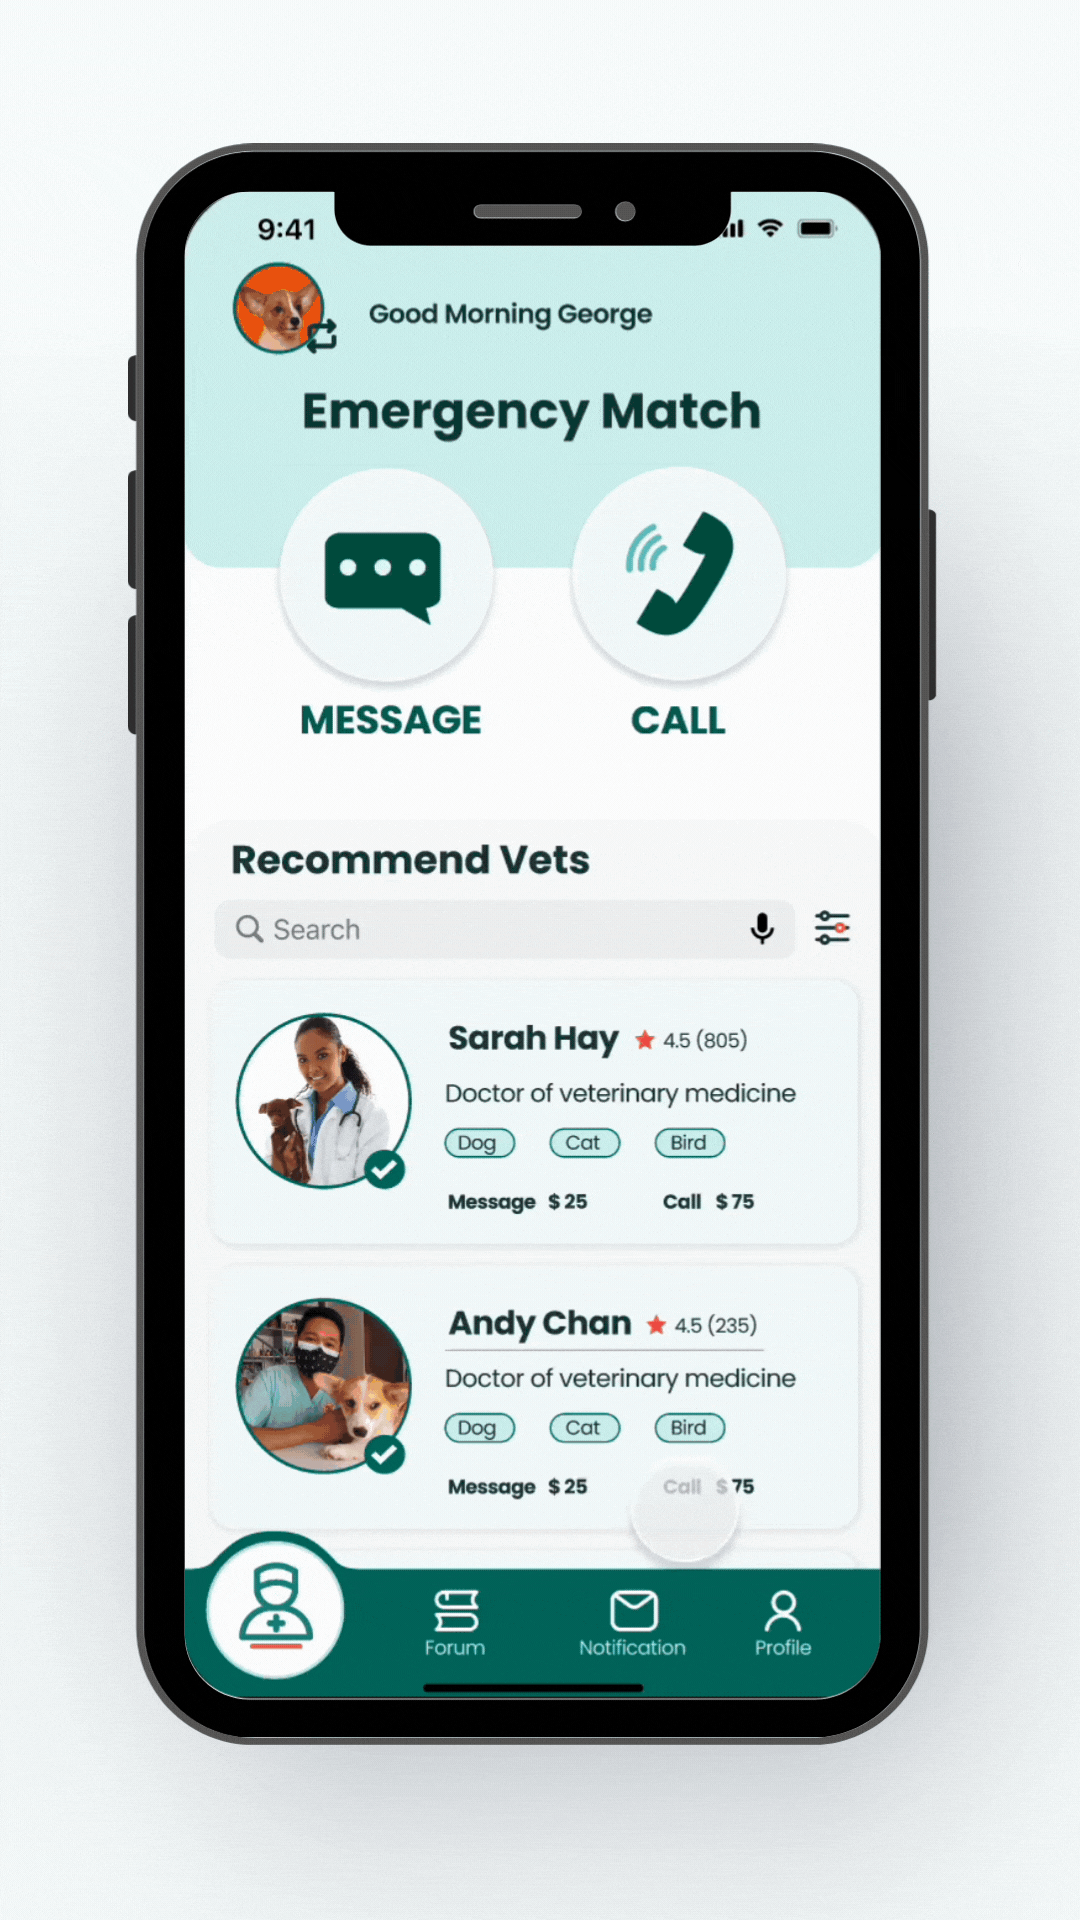 9:41
Good Morning George
Emergency Match
MESSAGE CALL
Recommend Vets
Search
Sarah Hay 4.5 (805)
Doctor of veterinary medicine
Dog Cat Bird
Message $ 25 Call $ 75
Andy Chan 4.5 (235)
Doctor of veterinary medicine
Dog Cat Bird
Message $ 25 Call $ 75
Forum Notification Profile